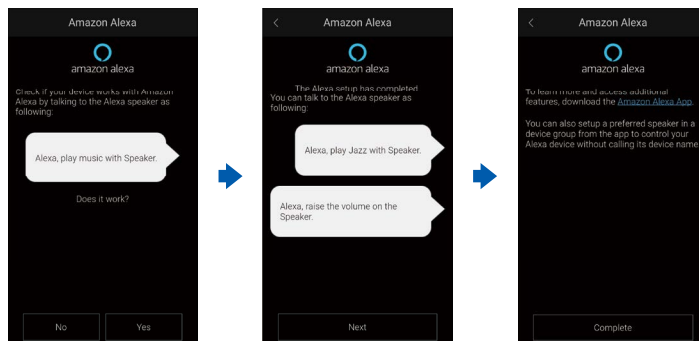 Amazon Alexa
amazon alexa
Check if your device works with Amazon
Alexa by talking to the Alexa speaker as
following:
Alexa, play music with Speaker.
Does it work?
No
Yes
Amazon Alexa
amazon alexa
The Alexa setup has completed.
You can talk to the Alexa speaker as
following:
Alexa, play Jazz with Speaker.
Alexa, raise the volume on the
Speaker.
Next
Amazon Alexa
amazon alexa
To learn more and access additional
features, download the Amazon Alexa App.
You can also setup a preferred speaker in a
device group from the app to control your
Alexa device without calling its device name
Complete